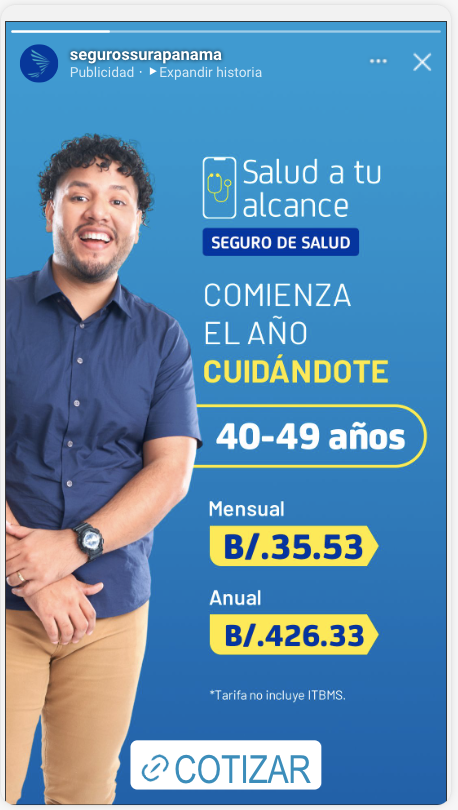 segurossurapanama
Publicidad · Expandir historia
Salud a tu
alcance
SEGURO DE SALUD
COMIENZA
EL AÑO
CUIDÁNDOTE
40-49 años
Mensual
B/.35.53
Anual
B/.426.33
*Tarifa no incluye ITBMS.
COTIZAR